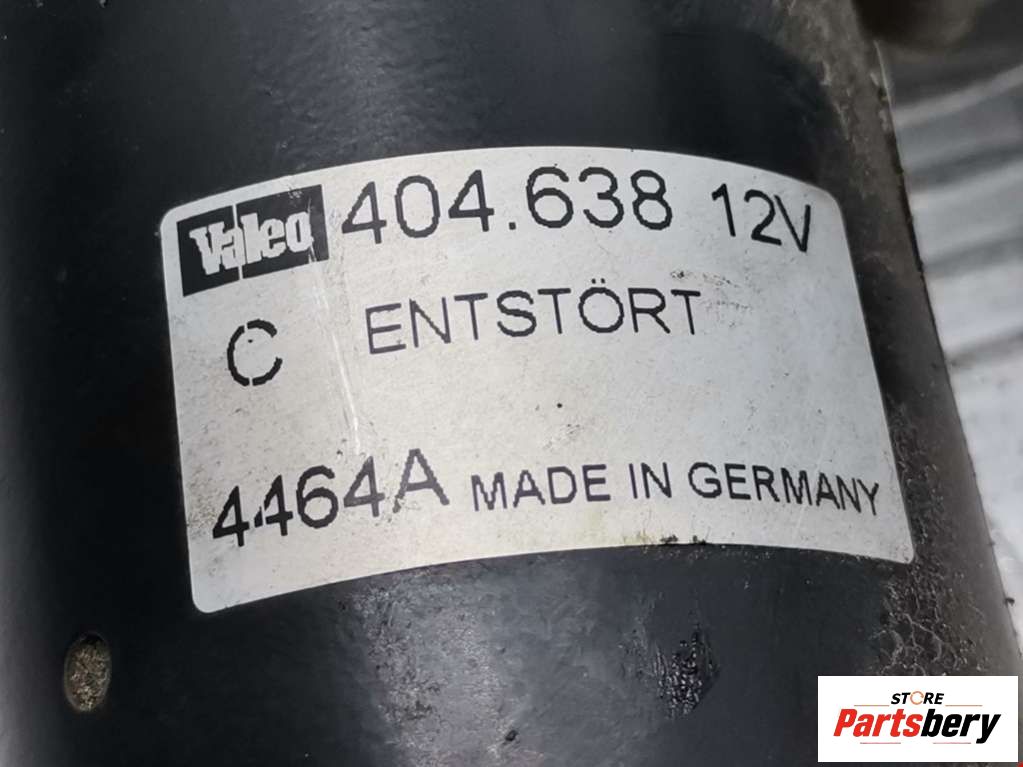 Valeo 404.638 12V
C ENTSTÖRT
4464A MADE IN GERMANY
STORE
Partsbery